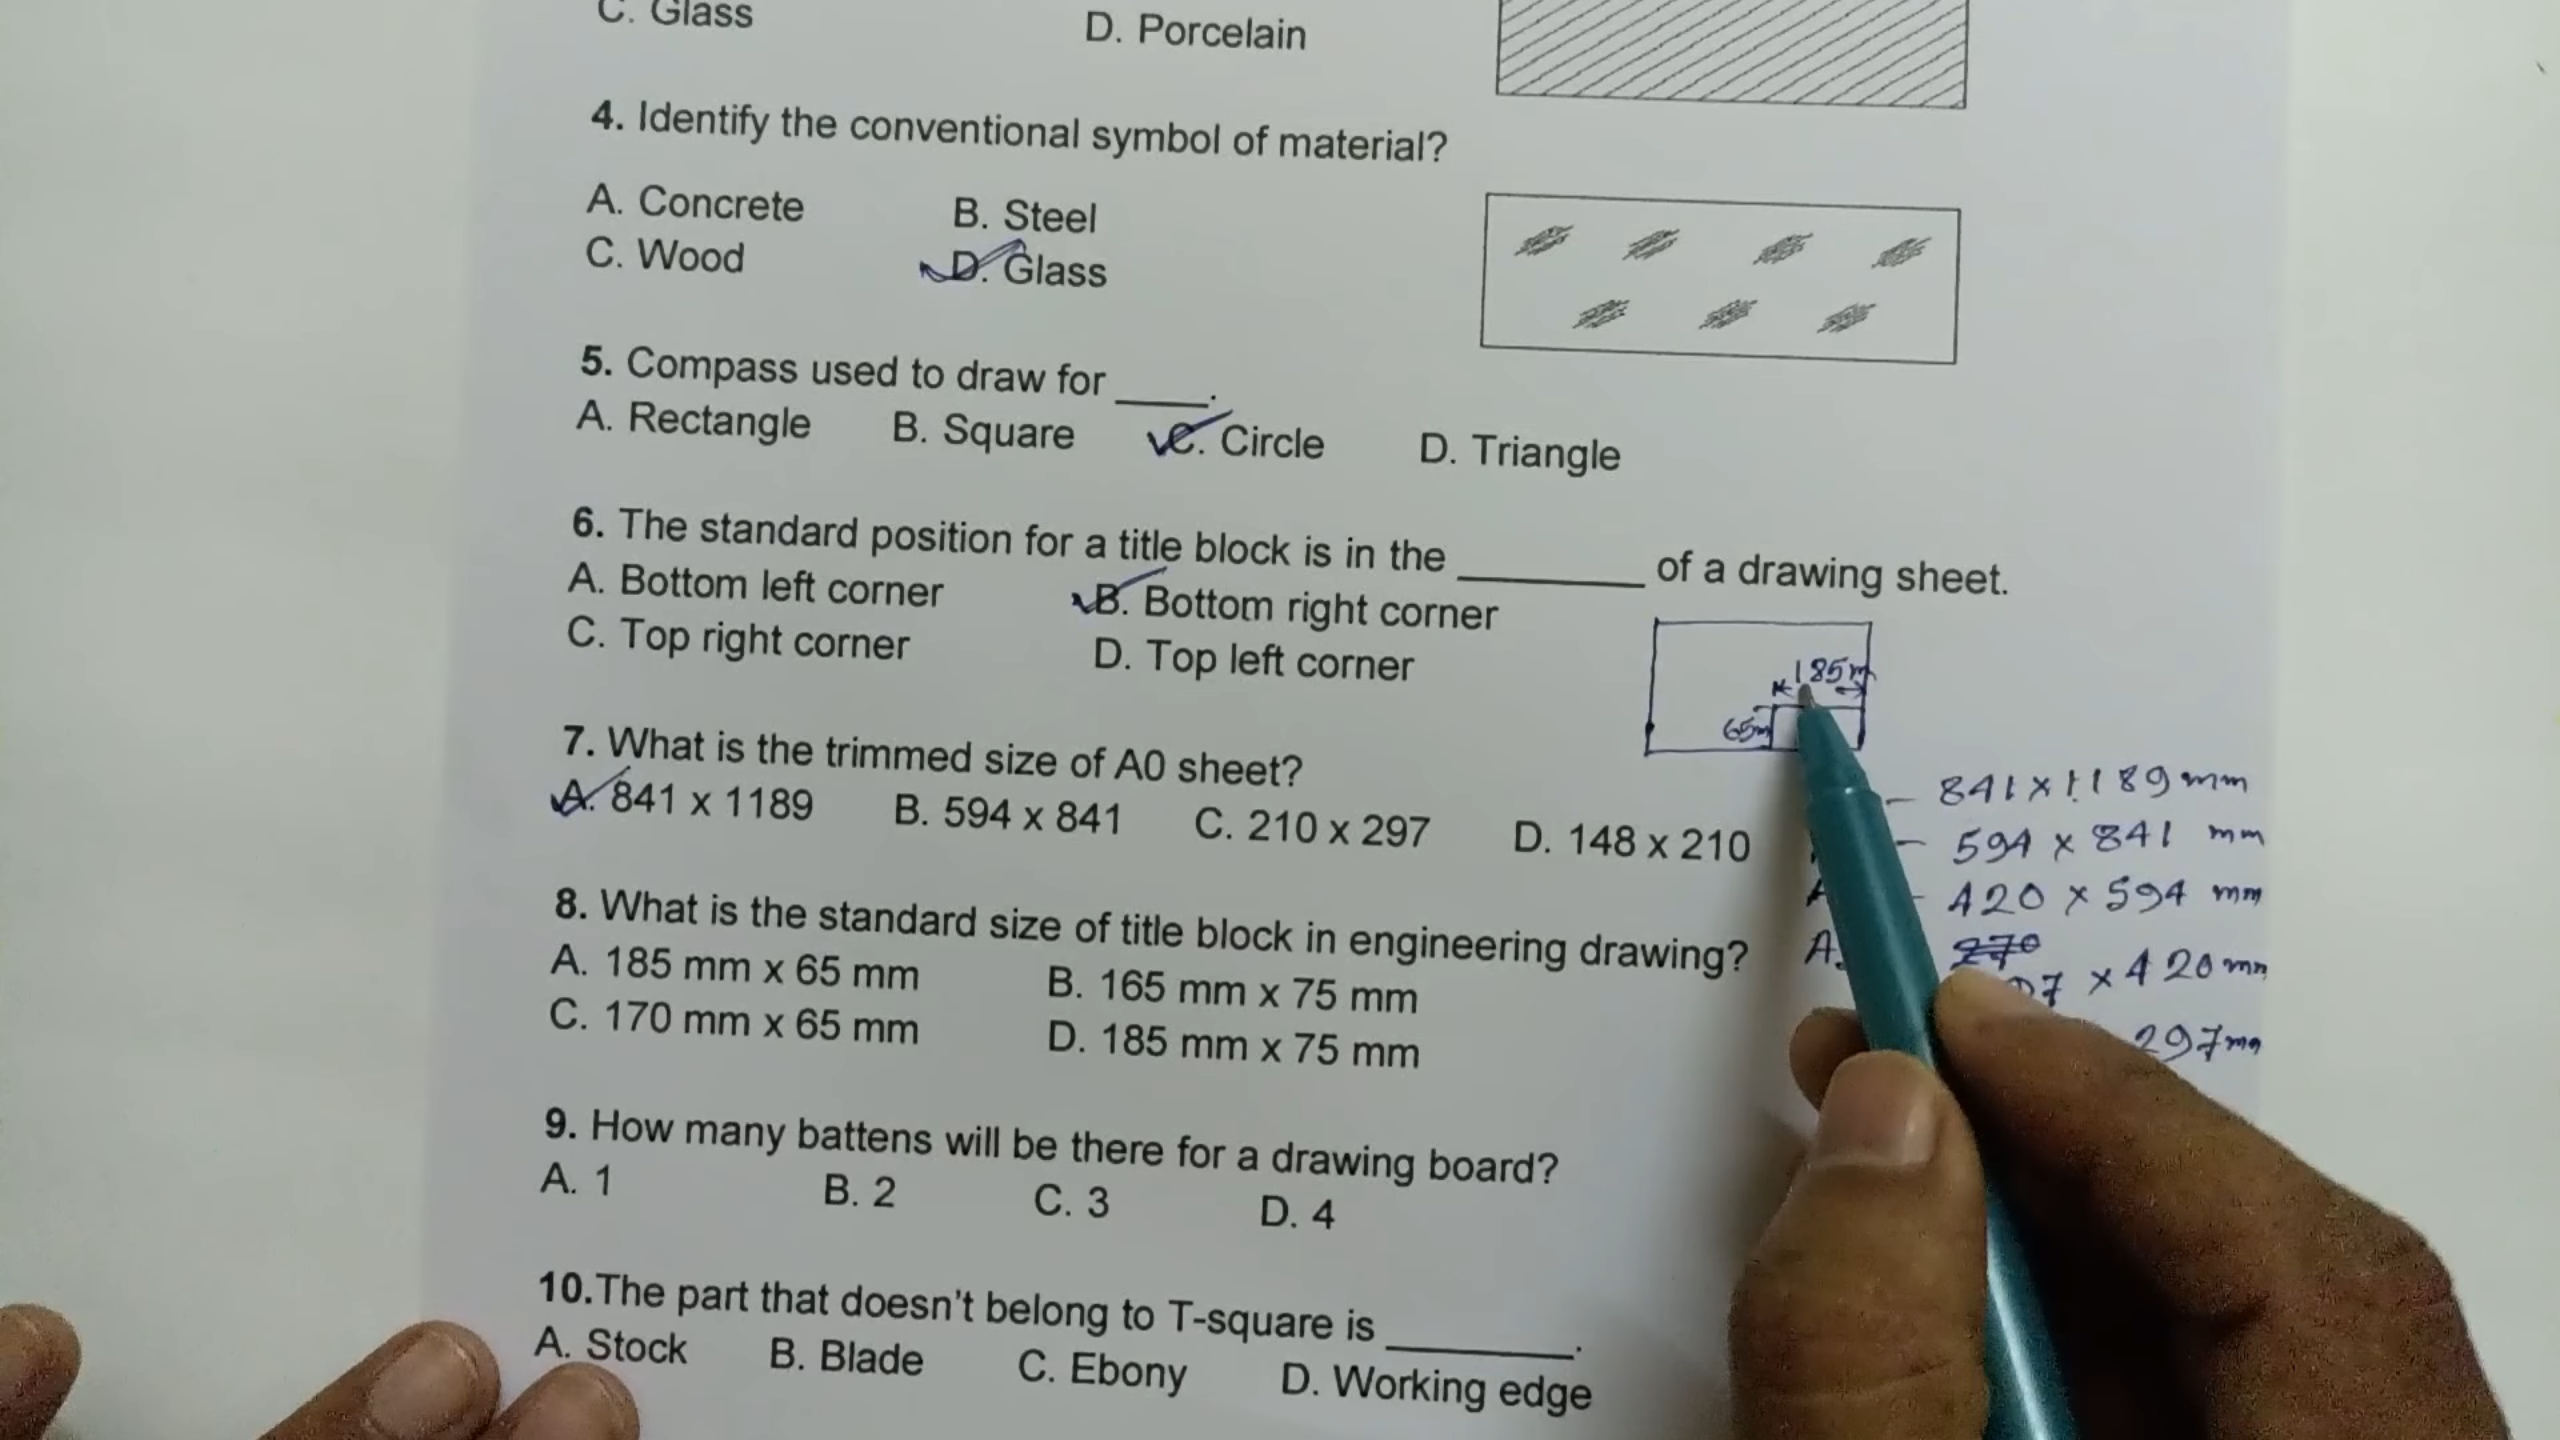 C. Glass D. Porcelain
4. Identify the conventional symbol of material?
A. Concrete B. Steel
C. Wood D. Glass
5. Compass used to draw for ____.
A. Rectangle B. Square C. Circle D. Triangle
6. The standard position for a title block is in the ________ of a drawing sheet.
A. Bottom left corner B. Bottom right corner
C. Top right corner D. Top left corner
185m
65m
7. What is the trimmed size of A0 sheet?
A. 841 x 1189 B. 594 x 841 C. 210 x 297 D. 148 x 210
– 841 x 1189 mm
– 594 x 841 mm
A – 420 x 594 mm
8. What is the standard size of title block in engineering drawing?
A. 185 mm x 65 mm B. 165 mm x 75 mm
C. 170 mm x 65 mm D. 185 mm x 75 mm
A 270
97 x 420 mm
297 mm
9. How many battens will be there for a drawing board?
A. 1 B. 2 C. 3 D. 4
10.The part that doesn't belong to T-square is ________.
A. Stock B. Blade C. Ebony D. Working edge